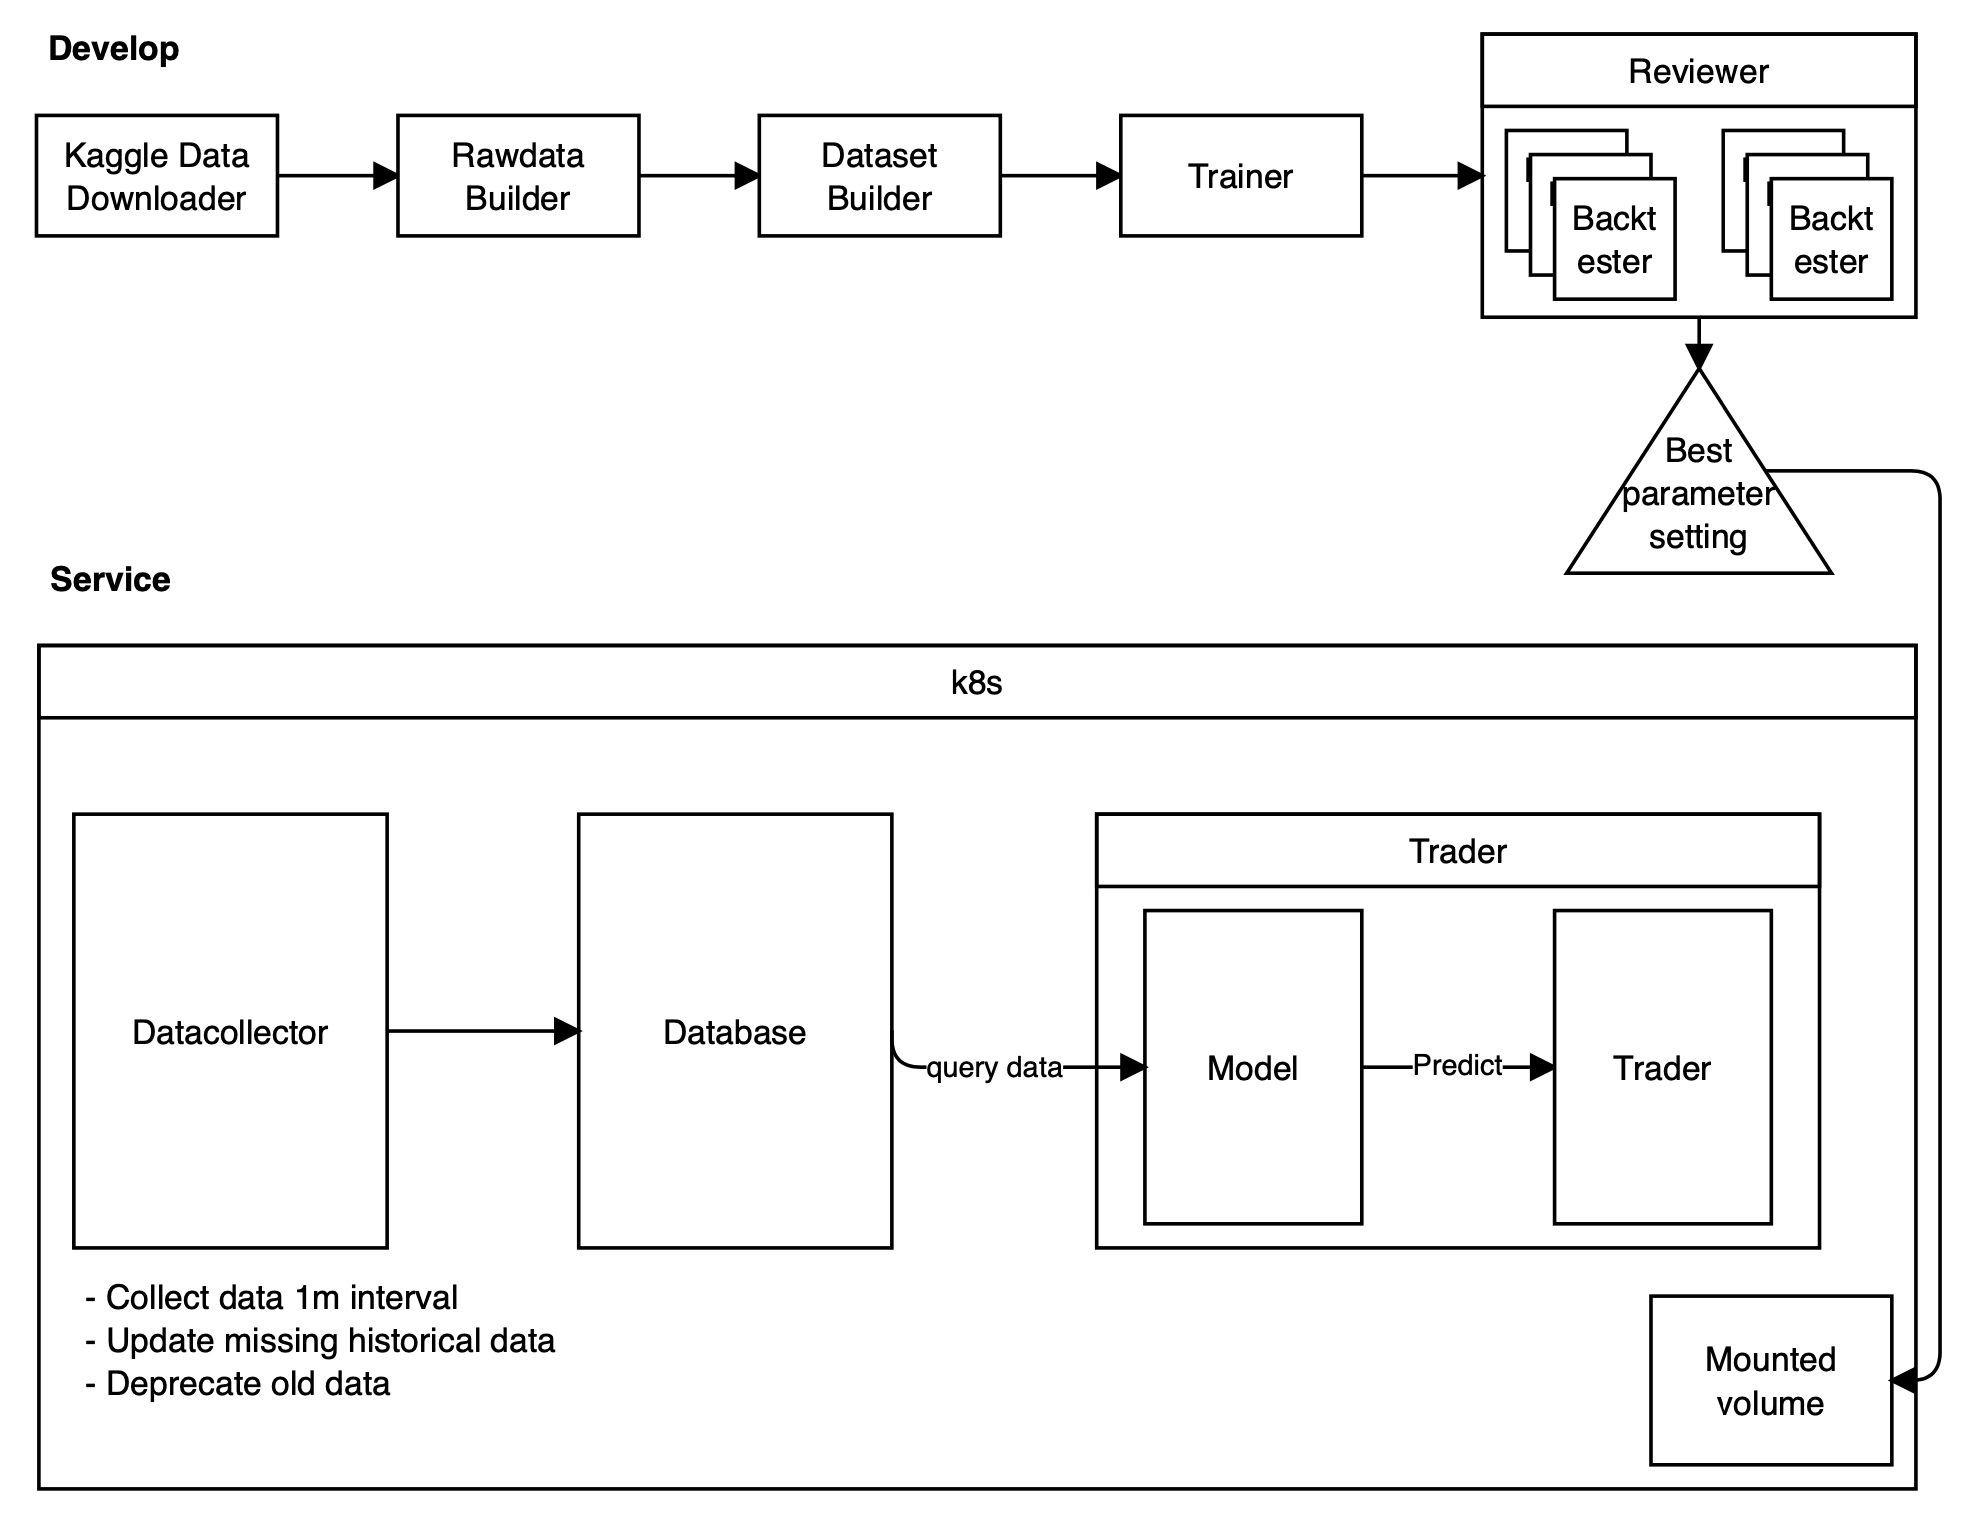 Develop
Kaggle Data
Downloader
Rawdata
Builder
Dataset
Builder
Trainer
Reviewer
Backt
ester
Backt
ester
Best
parameter
setting
Service
k8s
Datacollector
Database
query data
Trader
Model
Predict
Trader
- Collect data 1m interval
- Update missing historical data
- Deprecate old data
Mounted
volume